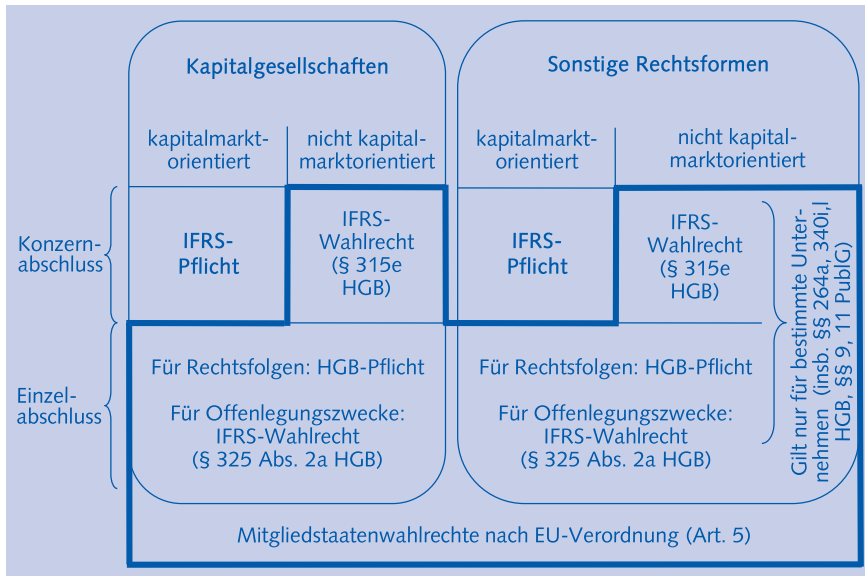 Kapitalgesellschaften
Sonstige Rechtsformen
kapitalmarkt-
orientiert
nicht kapital-
marktorientiert
kapitalmarkt-
orientiert
nicht kapital-
marktorientiert
Konzern-
abschluss
IFRS-
Pflicht
IFRS-
Wahlrecht
(§ 315e
HGB)
IFRS-
Pflicht
IFRS-
Wahlrecht
(§ 315e
HGB)
Gilt nur für bestimmte Unter-
nehmen (insb. §§ 264a, 340i,l
HGB, §§ 9, 11 PublG)
Einzel-
abschluss
Für Rechtsfolgen: HGB-Pflicht
Für Offenlegungszwecke:
IFRS-Wahlrecht
(§ 325 Abs. 2a HGB)
Für Rechtsfolgen: HGB-Pflicht
Für Offenlegungszwecke:
IFRS-Wahlrecht
(§ 325 Abs. 2a HGB)
Mitgliedstaatenwahlrechte nach EU-Verordnung (Art. 5)